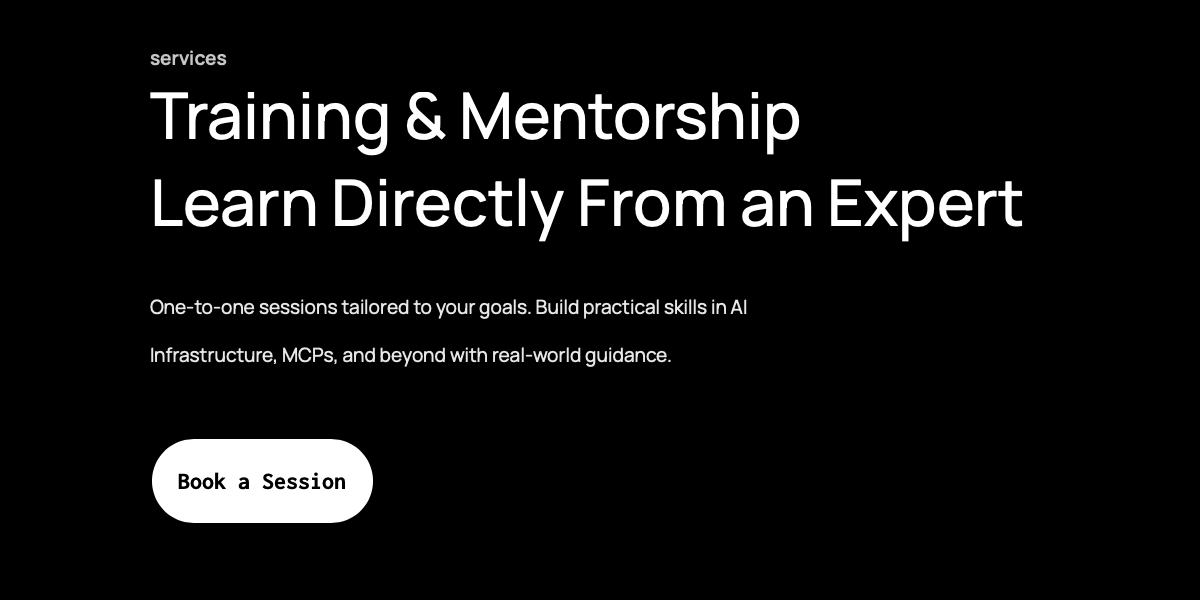 services
Training & Mentorship
Learn Directly From an Expert
One-to-one sessions tailored to your goals. Build practical skills in AI
Infrastructure, MCPs, and beyond with real-world guidance.
Book a Session